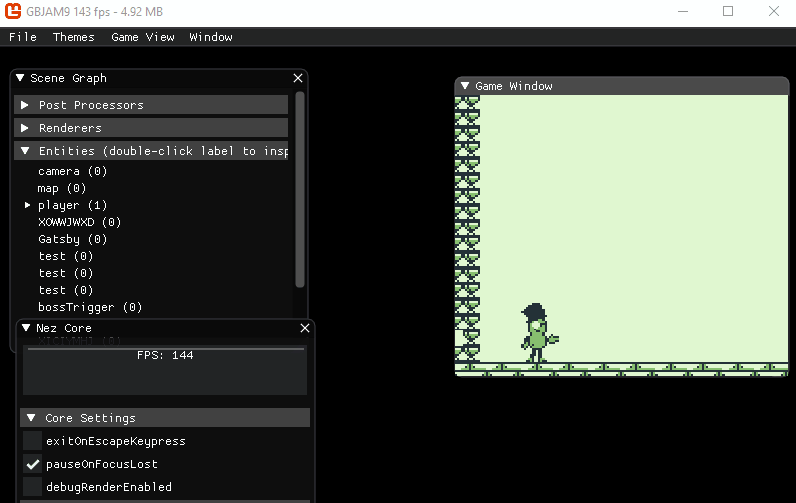 GBJAM9 143 fps - 4.92 MB
File Themes Game View Window
Scene Graph
Post Processors
Renderers
Entities (double-click label to insp
camera (0)
map (0)
player (1)
XOWWJWXD (0)
Gatsby (0)
test (0)
test (0)
test (0)
bossTrigger (0)
Nez Core
FPS: 144
Core Settings
exitOnEscapeKeypress
pauseOnFocusLost
debugRenderEnabled
Game Window